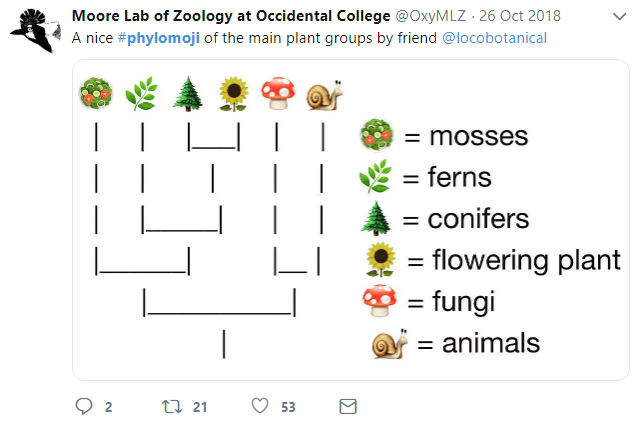 Moore Lab of Zoology at Occidental College @OxyMLZ · 26 Oct 2018
A nice #phylomoji of the main plant groups by friend @locobotanical
= mosses
= ferns
= conifers
= flowering plant
= fungi
= animals
2 21 53